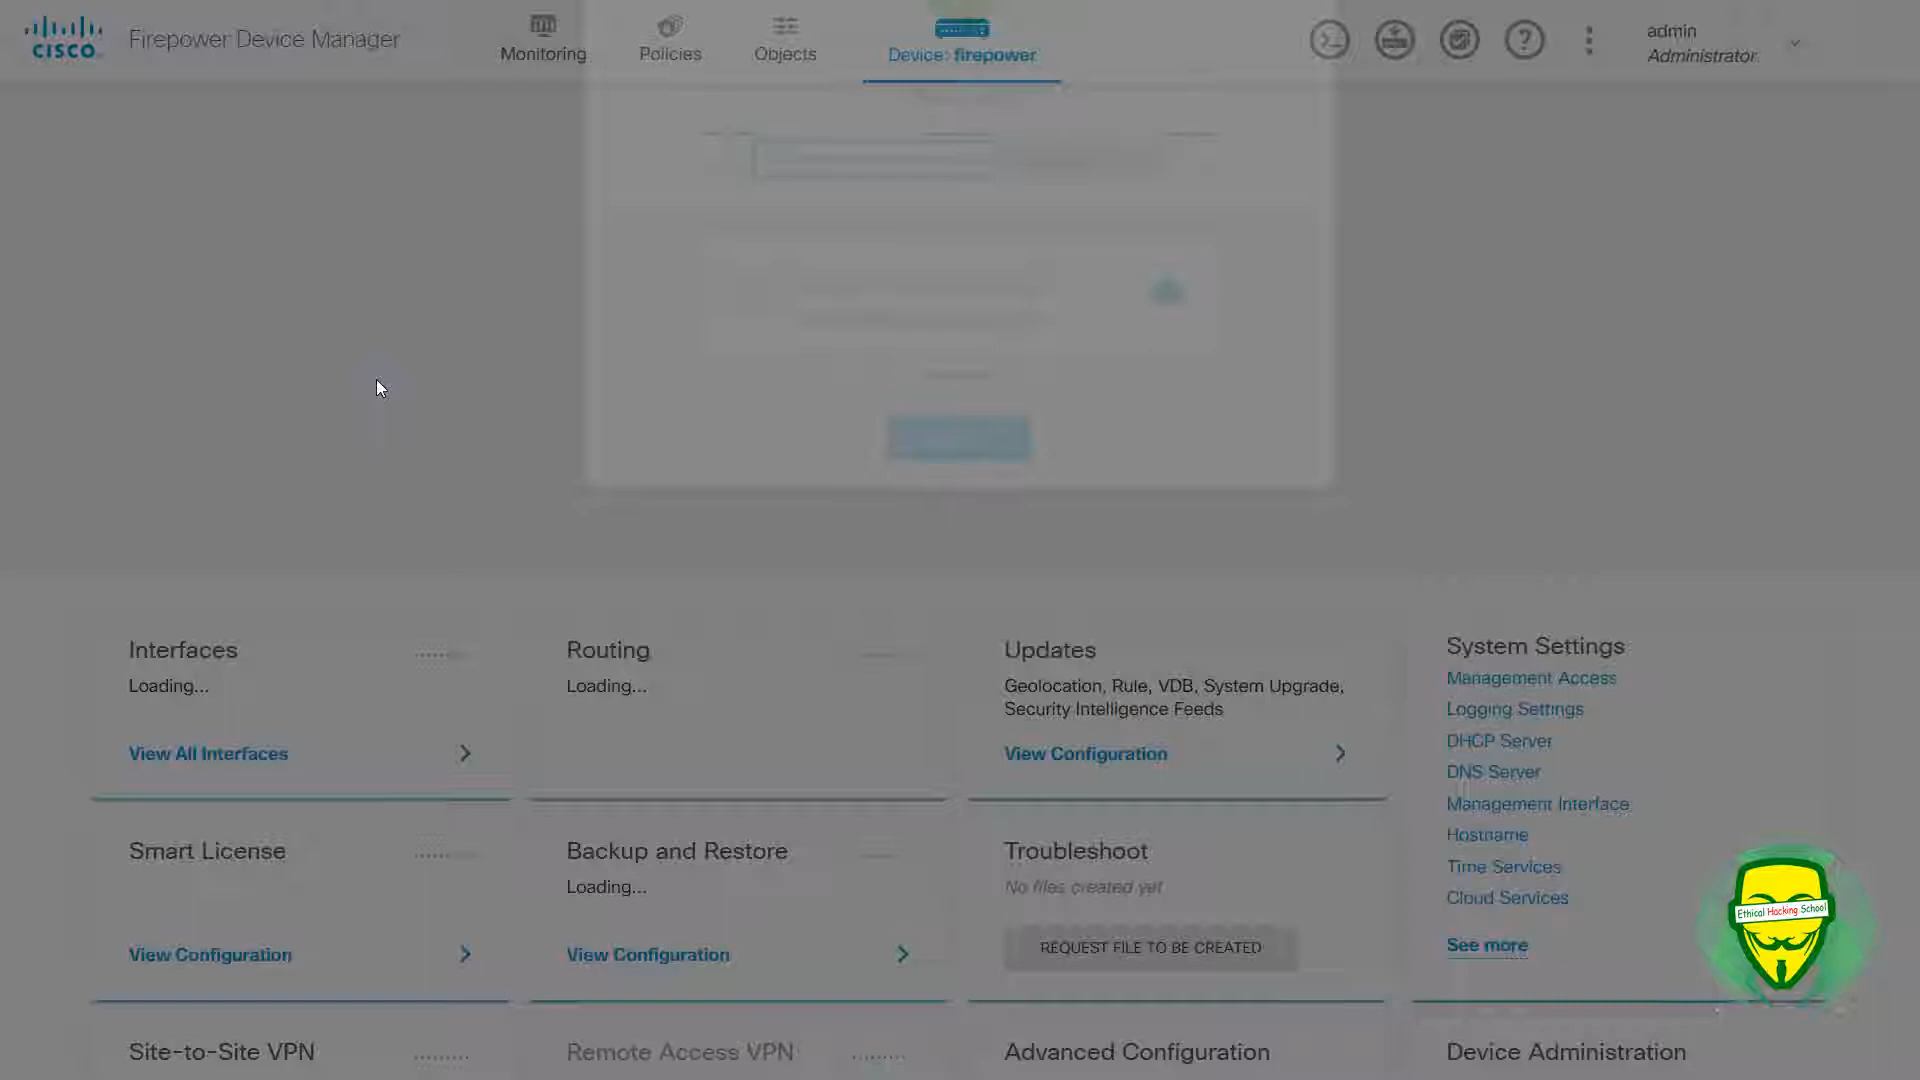 CISCO
Firepower Device Manager
Monitoring
Policies
Objects
Device: firepower
>_
?
admin
Administrator
Interfaces
Loading...
View All Interfaces
Routing
Loading...
Updates
Geolocation, Rule, VDB, System Upgrade,
Security Intelligence Feeds
View Configuration
System Settings
Management Access
Logging Settings
DHCP Server
DNS Server
Management Interface
Hostname
Time Services
Cloud Services
See more
Smart License
View Configuration
Backup and Restore
Loading...
View Configuration
Troubleshoot
No files created yet
REQUEST FILE TO BE CREATED
Ethical Hacking School
Site-to-Site VPN
Remote Access VPN
Advanced Configuration
Device Administration